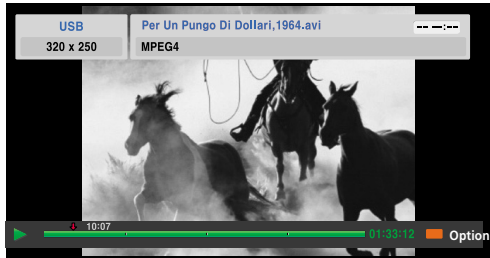 USB
Per Un Pungo Di Dollari,1964.avi
-- --:--
320 x 250
MPEG4
10:07
01:33:12
Option